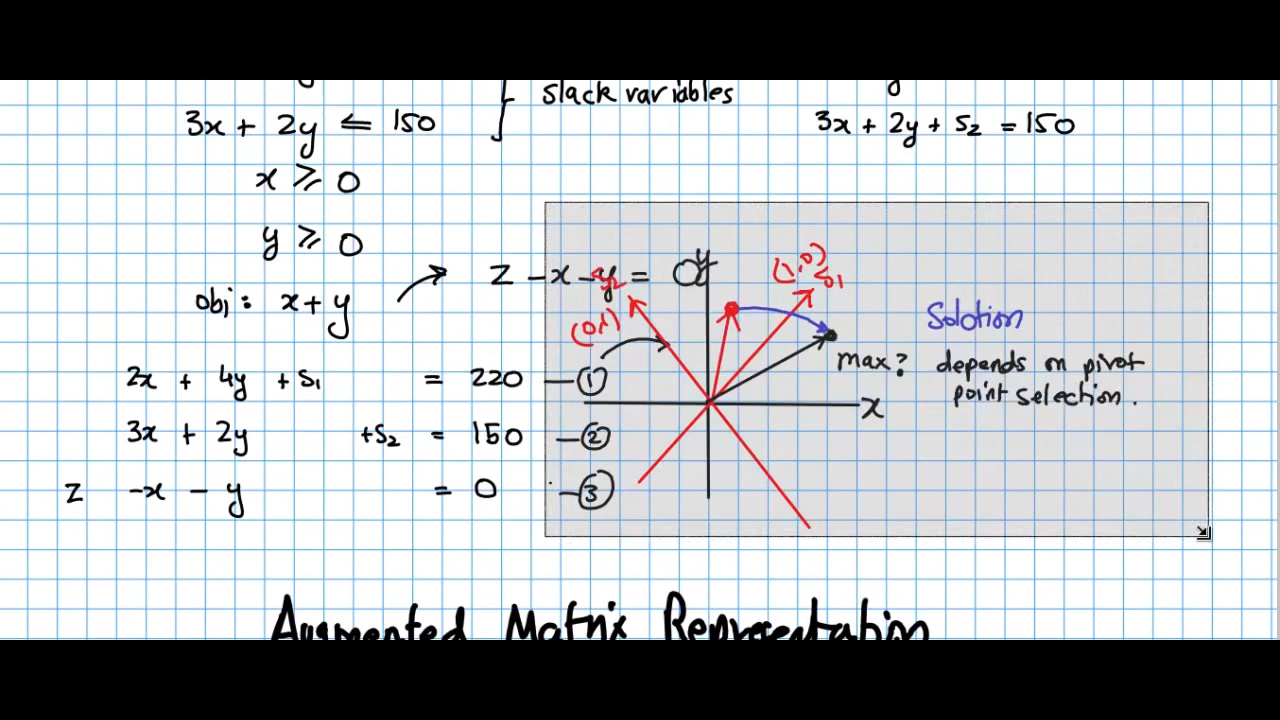 slack variables
3x + 2y <= 150
3x + 2y + S2 = 150
x ≥ 0
y ≥ 0
obj: x + y
Z - x - y = 0
y
(1,0)
(0,1)
x
Solution
max? depends on pivot
point selection.
2x + 4y + S1 = 220 — ①
3x + 2y + S2 = 150 — ②
Z - x - y = 0 — ③
Augmented Matrix Representation